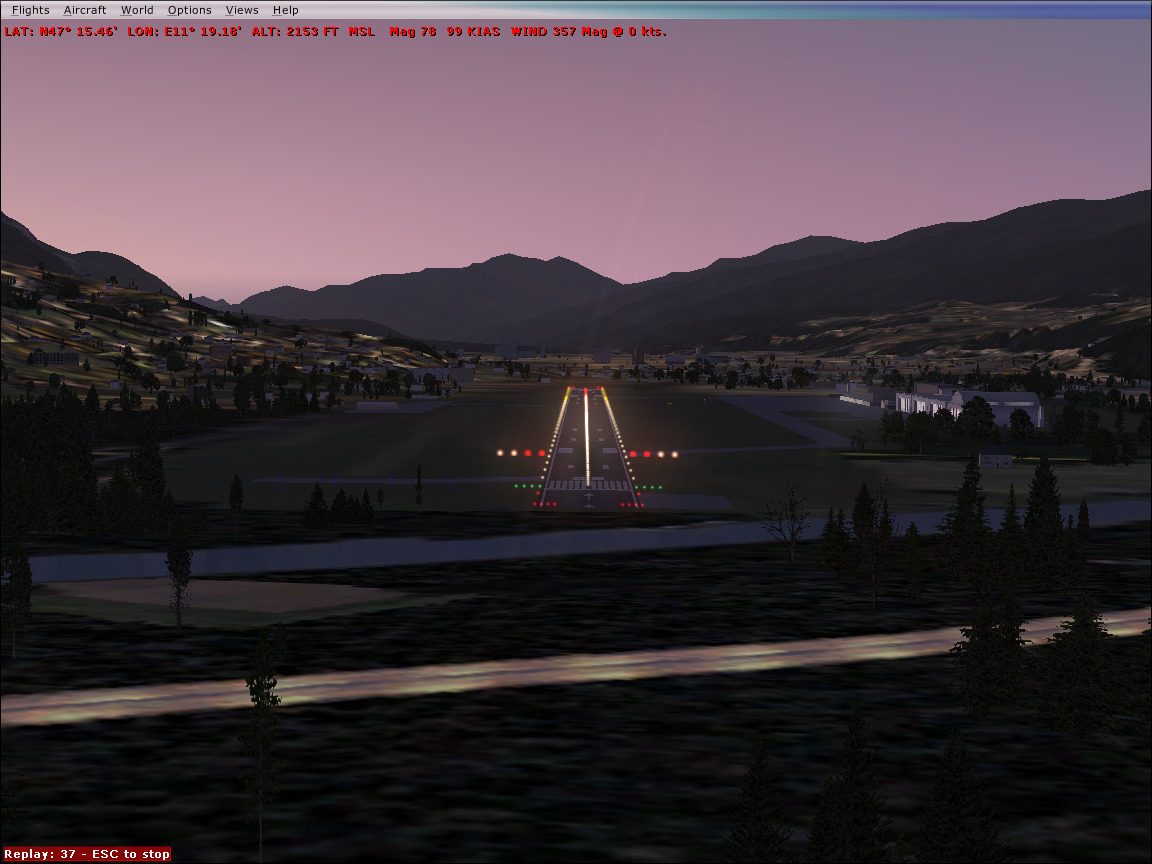 Flights Aircraft World Options Views Help
LAT: N47° 15.46' LON: E11° 19.18' ALT: 2153 FT MSL Mag 78 99 KIAS WIND 357 Mag @ 0 kts.
Replay: 37 - ESC to stop